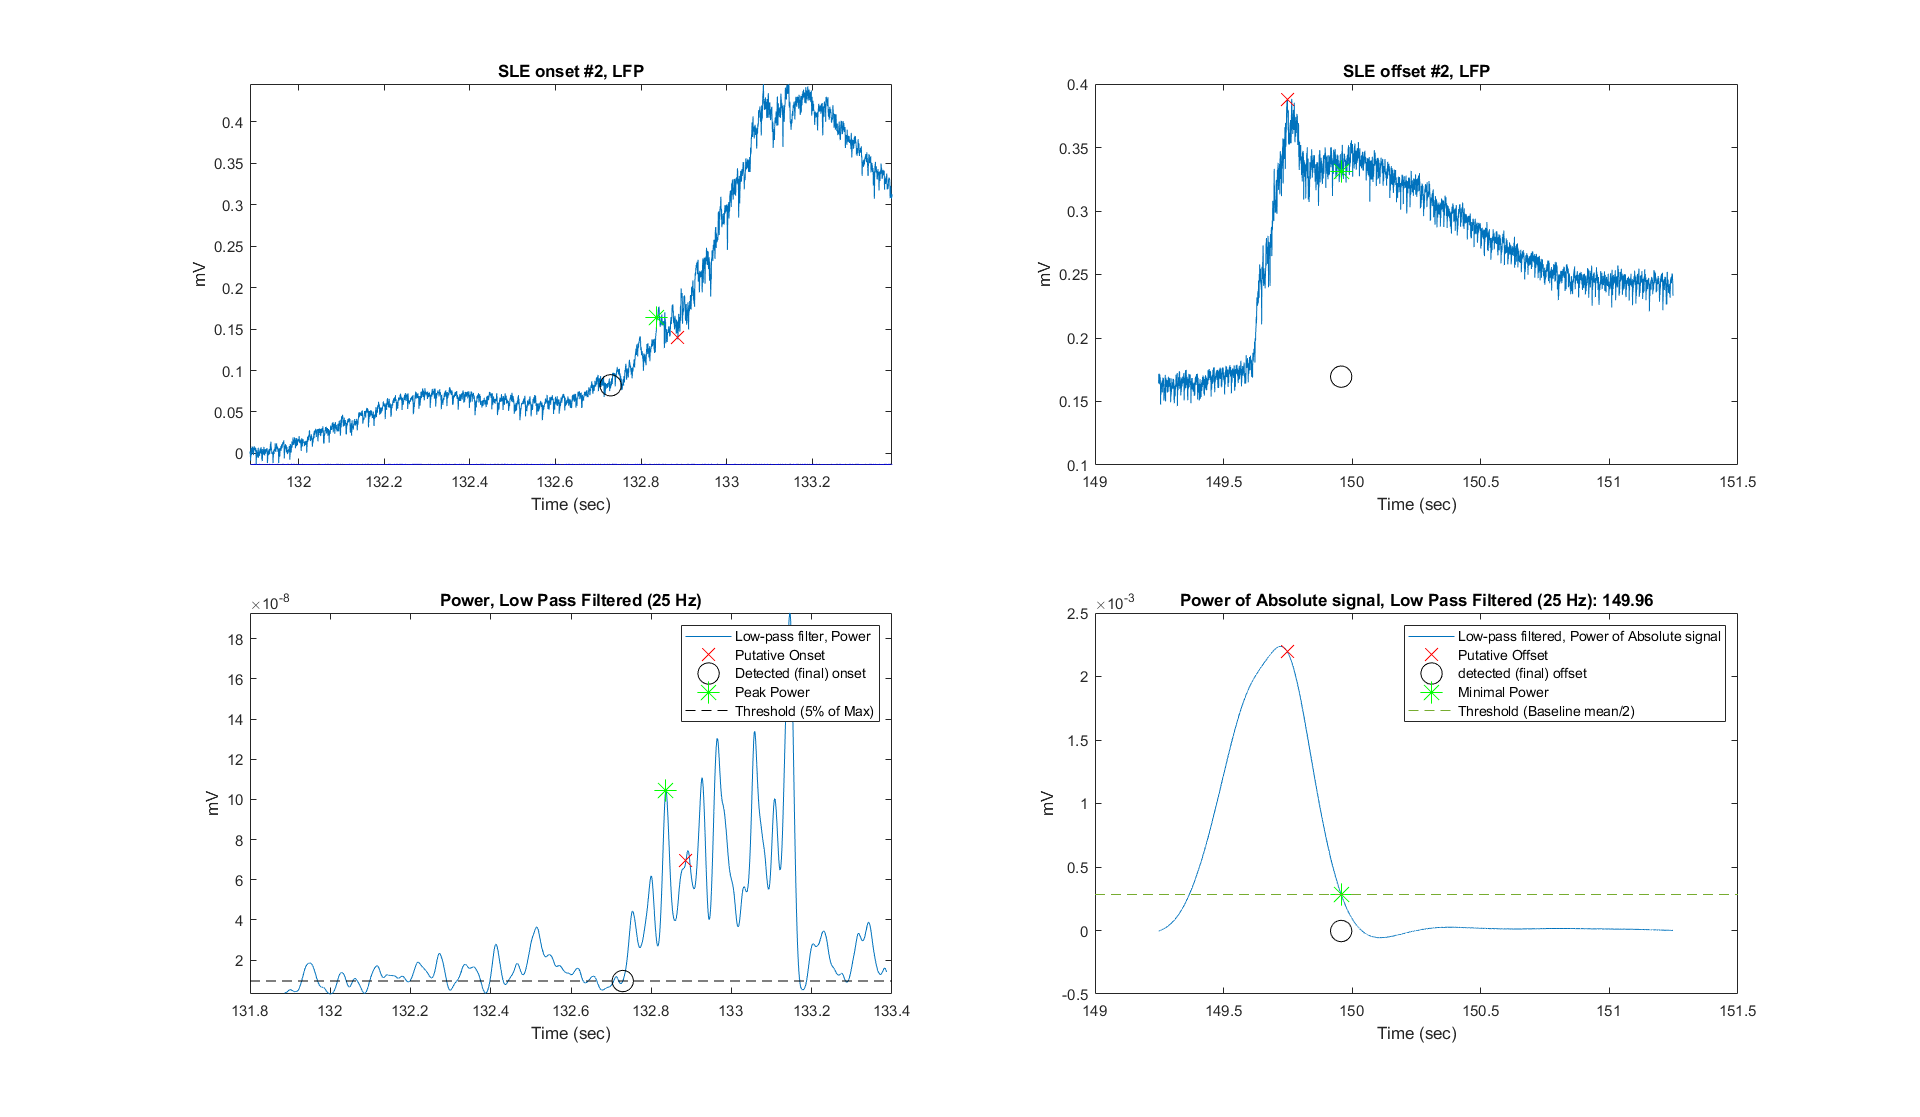 SLE onset #2, LFP
0.4
0.35
0.3
0.25
0.2
0.15
0.1
0.05
0
mV
132
132.2
132.4
132.6
132.8
133
133.2
Time (sec)
SLE offset #2, LFP
0.4
0.35
0.3
0.25
0.2
0.15
0.1
mV
149
149.5
150
150.5
151
151.5
Time (sec)
Power, Low Pass Filtered (25 Hz)
×10-8
18
16
14
12
10
8
6
4
2
mV
Low-pass filter, Power
Putative Onset
Detected (final) onset
Peak Power
Threshold (5% of Max)
131.8
132
132.2
132.4
132.6
132.8
133
133.2
133.4
Time (sec)
Power of Absolute signal, Low Pass Filtered (25 Hz): 149.96
×10-3
2.5
2
1.5
1
0.5
0
-0.5
mV
Low-pass filtered, Power of Absolute signal
Putative Offset
detected (final) offset
Minimal Power
Threshold (Baseline mean/2)
149
149.5
150
150.5
151
151.5
Time (sec)